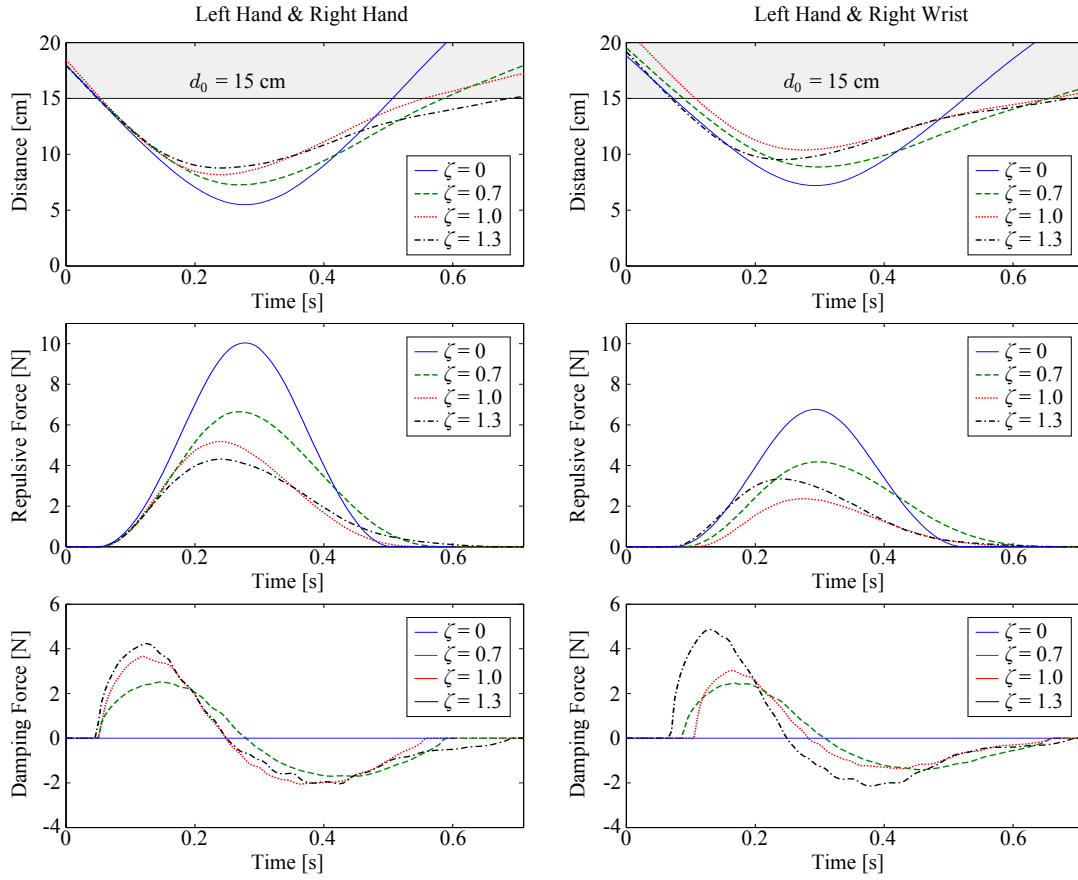 Left Hand & Right Hand
Left Hand & Right Wrist
20
15
10
5
0
Distance [cm]
d₀ = 15 cm
ζ = 0
ζ = 0.7
ζ = 1.0
ζ = 1.3
0
0.2
0.4
0.6
Time [s]
20
15
10
5
0
Distance [cm]
d₀ = 15 cm
ζ = 0
ζ = 0.7
ζ = 1.0
ζ = 1.3
0
0.2
0.4
0.6
Time [s]
10
8
6
4
2
0
Repulsive Force [N]
ζ = 0
ζ = 0.7
ζ = 1.0
ζ = 1.3
0
0.2
0.4
0.6
Time [s]
10
8
6
4
2
0
Repulsive Force [N]
ζ = 0
ζ = 0.7
ζ = 1.0
ζ = 1.3
0
0.2
0.4
0.6
Time [s]
6
4
2
0
-2
-4
Damping Force [N]
ζ = 0
ζ = 0.7
ζ = 1.0
ζ = 1.3
0
0.2
0.4
0.6
Time [s]
6
4
2
0
-2
-4
Damping Force [N]
ζ = 0
ζ = 0.7
ζ = 1.0
ζ = 1.3
0
0.2
0.4
0.6
Time [s]